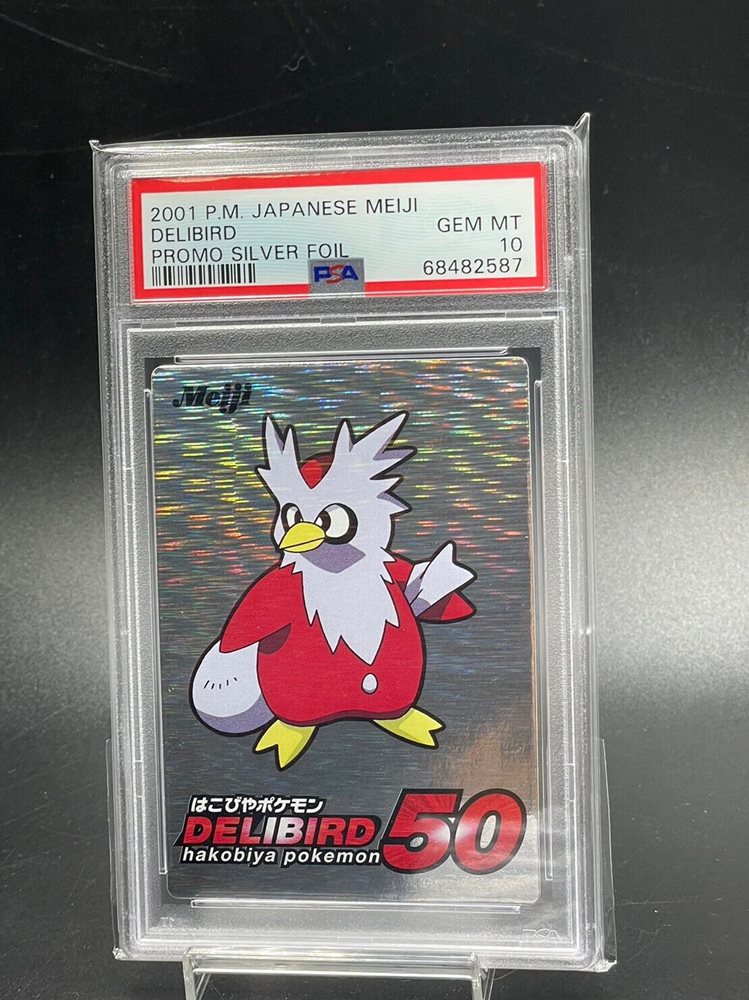 2001 P.M. JAPANESE MEIJI
DELIBIRD
PROMO SILVER FOIL
GEM MT
10
68482587
PSA
Meiji
はこびやポケモン
DELIBIRD 50
hakobiya pokemon
PSA